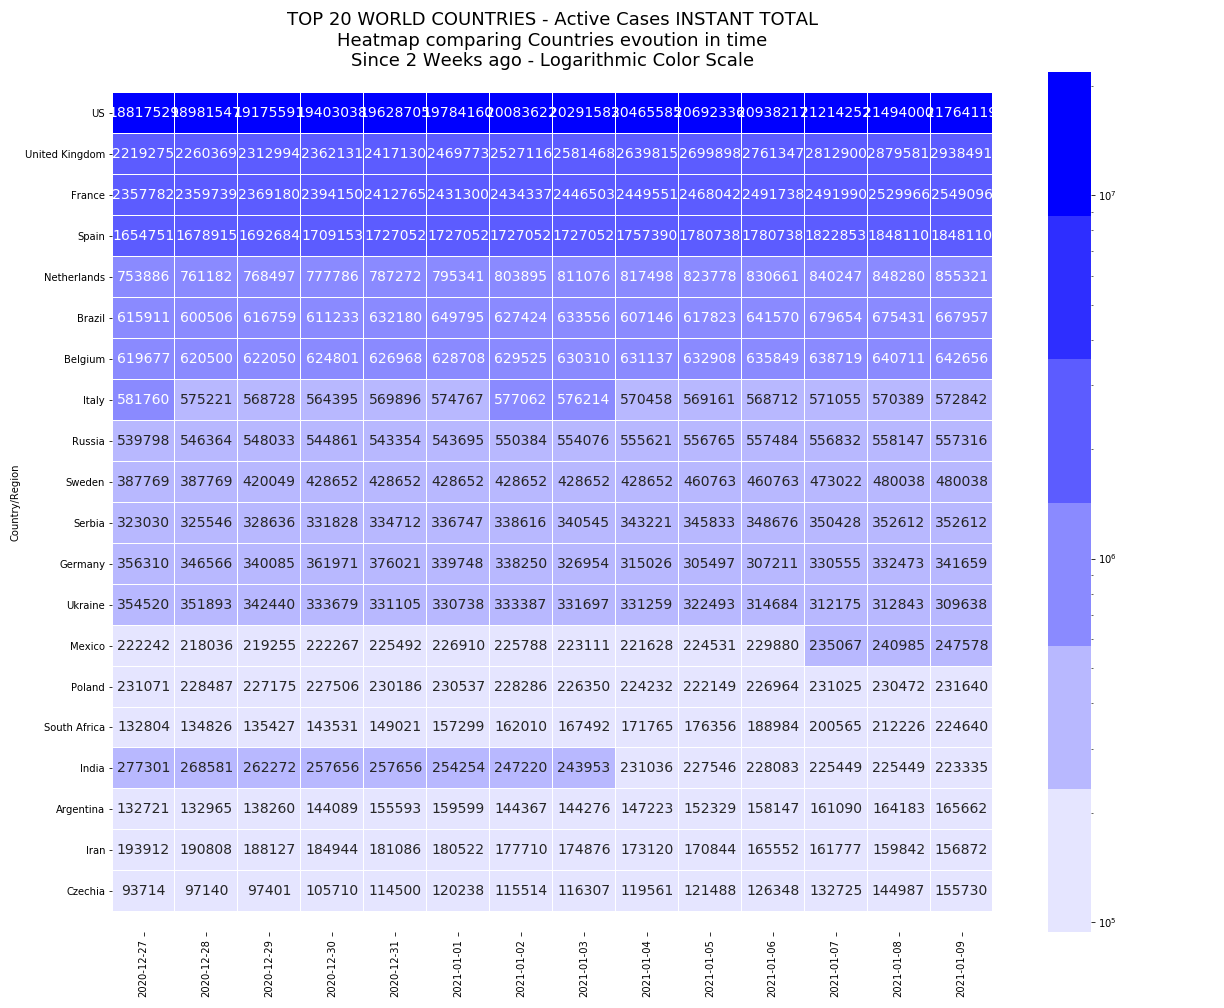 TOP 20 WORLD COUNTRIES - Active Cases INSTANT TOTAL
Heatmap comparing Countries evoution in time
Since 2 Weeks ago - Logarithmic Color Scale
US 18817529 18981547 19175591 19403038 19628705 19784160 20083622 20291582 20465585 20692336 20938217 21214252 21494000 21764119
United Kingdom 2219275 2260369 2312994 2362131 2417130 2469773 2527116 2581468 2639815 2699898 2761347 2812900 2879581 2938491
France 2357782 2359739 2369180 2394150 2412765 2431300 2434337 2446503 2449551 2468042 2491738 2491990 2529966 2549096
Spain 1654751 1678915 1692684 1709153 1727052 1727052 1727052 1727052 1757390 1780738 1780738 1822853 1848110 1848110
Netherlands 753886 761182 768497 777786 787272 795341 803895 811076 817498 823778 830661 840247 848280 855321
Brazil 615911 600506 616759 611233 632180 649795 627424 633556 607146 617823 641570 679654 675431 667957
Belgium 619677 620500 622050 624801 626968 628708 629525 630310 631137 632908 635849 638719 640711 642656
Italy 581760 575221 568728 564395 569896 574767 577062 576214 570458 569161 568712 571055 570389 572842
Russia 539798 546364 548033 544861 543354 543695 550384 554076 555621 556765 557484 556832 558147 557316
Sweden 387769 387769 420049 428652 428652 428652 428652 428652 428652 460763 460763 473022 480038 480038
Serbia 323030 325546 328636 331828 334712 336747 338616 340545 343221 345833 348676 350428 352612 352612
Germany 356310 346566 340085 361971 376021 339748 338250 326954 315026 305497 307211 330555 332473 341659
Ukraine 354520 351893 342440 333679 331105 330738 333387 331697 331259 322493 314684 312175 312843 309638
Mexico 222242 218036 219255 222267 225492 226910 225788 223111 221628 224531 229880 235067 240985 247578
Poland 231071 228487 227175 227506 230186 230537 228286 226350 224232 222149 226964 231025 230472 231640
South Africa 132804 134826 135427 143531 149021 157299 162010 167492 171765 176356 188984 200565 212226 224640
India 277301 268581 262272 257656 257656 254254 247220 243953 231036 227546 228083 225449 225449 223335
Argentina 132721 132965 138260 144089 155593 159599 144367 144276 147223 152329 158147 161090 164183 165662
Iran 193912 190808 188127 184944 181086 180522 177710 174876 173120 170844 165552 161777 159842 156872
Czechia 93714 97140 97401 105710 114500 120238 115514 116307 119561 121488 126348 132725 144987 155730
2020-12-27 2020-12-28 2020-12-29 2020-12-30 2020-12-31 2021-01-01 2021-01-02 2021-01-03 2021-01-04 2021-01-05 2021-01-06 2021-01-07 2021-01-08 2021-01-09
Country/Region
10⁷
10⁶
10⁵